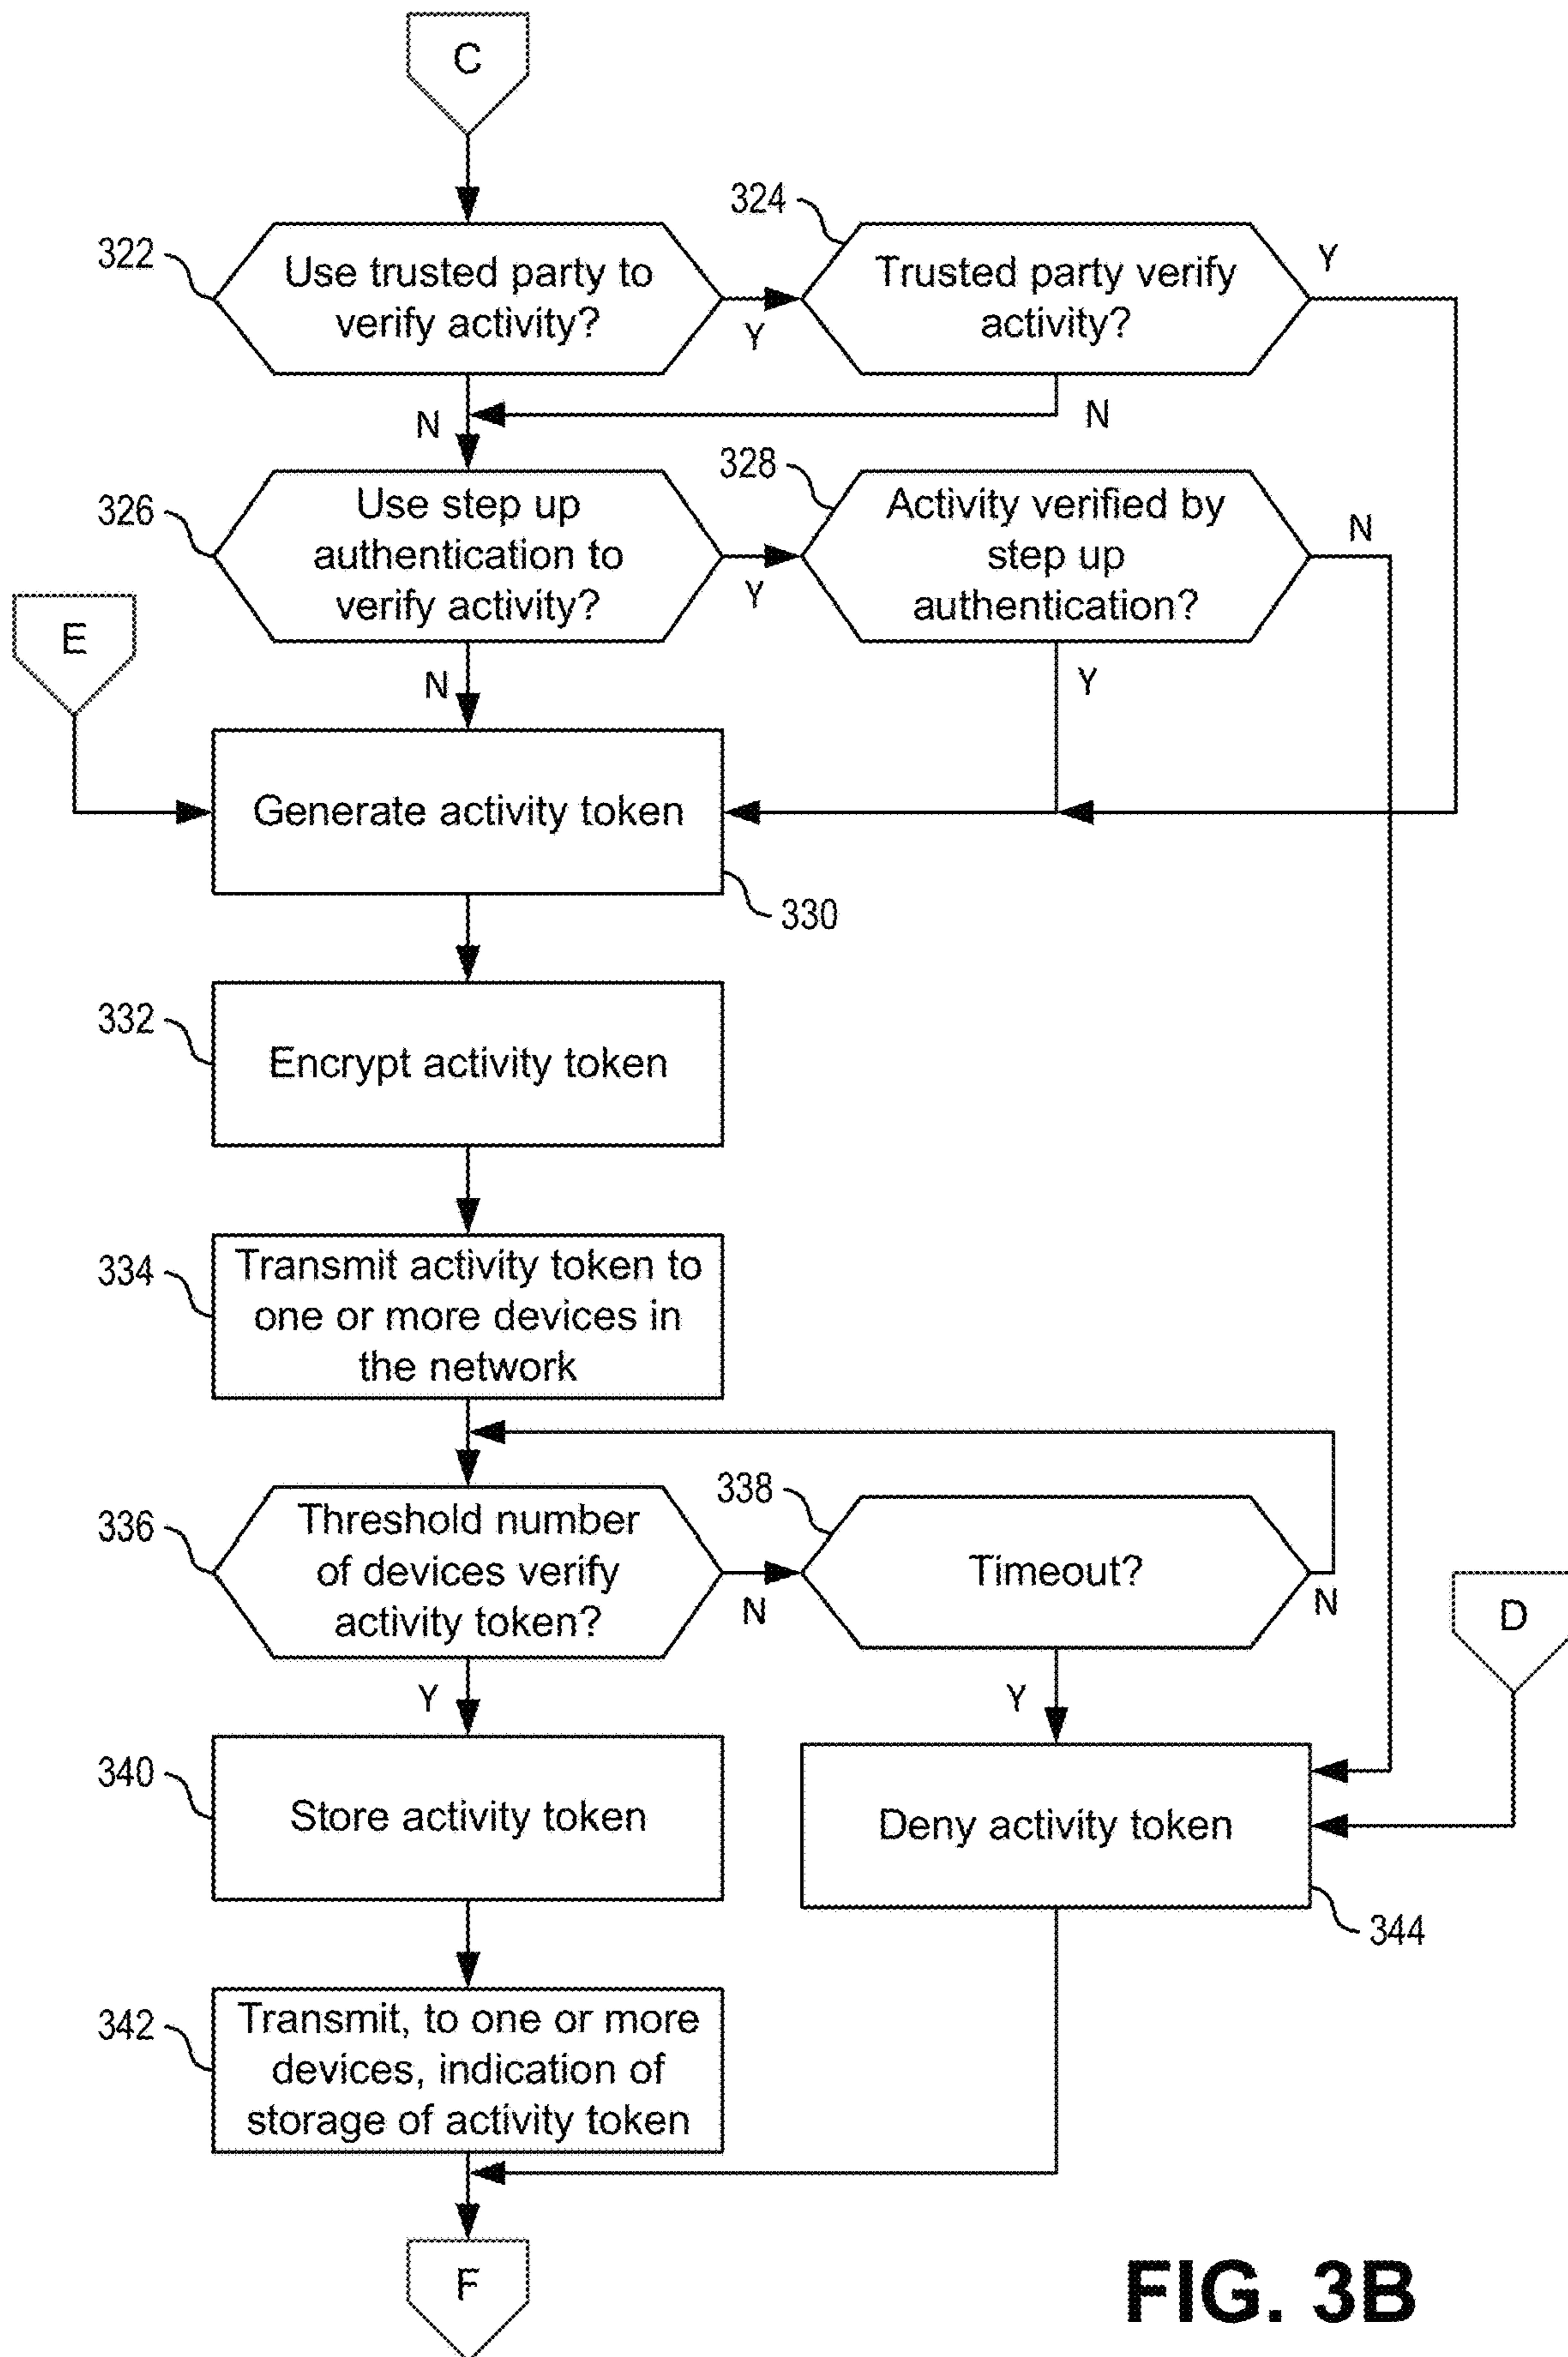 C
322
Use trusted party to
verify activity?
Y
324
Trusted party verify
activity?
Y
N
N
326
Use step up
authentication to
verify activity?
Y
328
Activity verified by
step up
authentication?
N
E
N
Y
Generate activity token
330
332
Encrypt activity token
334
Transmit activity token to
one or more devices in
the network
336
Threshold number
of devices verify
activity token?
N
338
Timeout?
N
D
Y
Y
340
Store activity token
Deny activity token
344
342
Transmit, to one or more
devices, indication of
storage of activity token
F
FIG. 3B